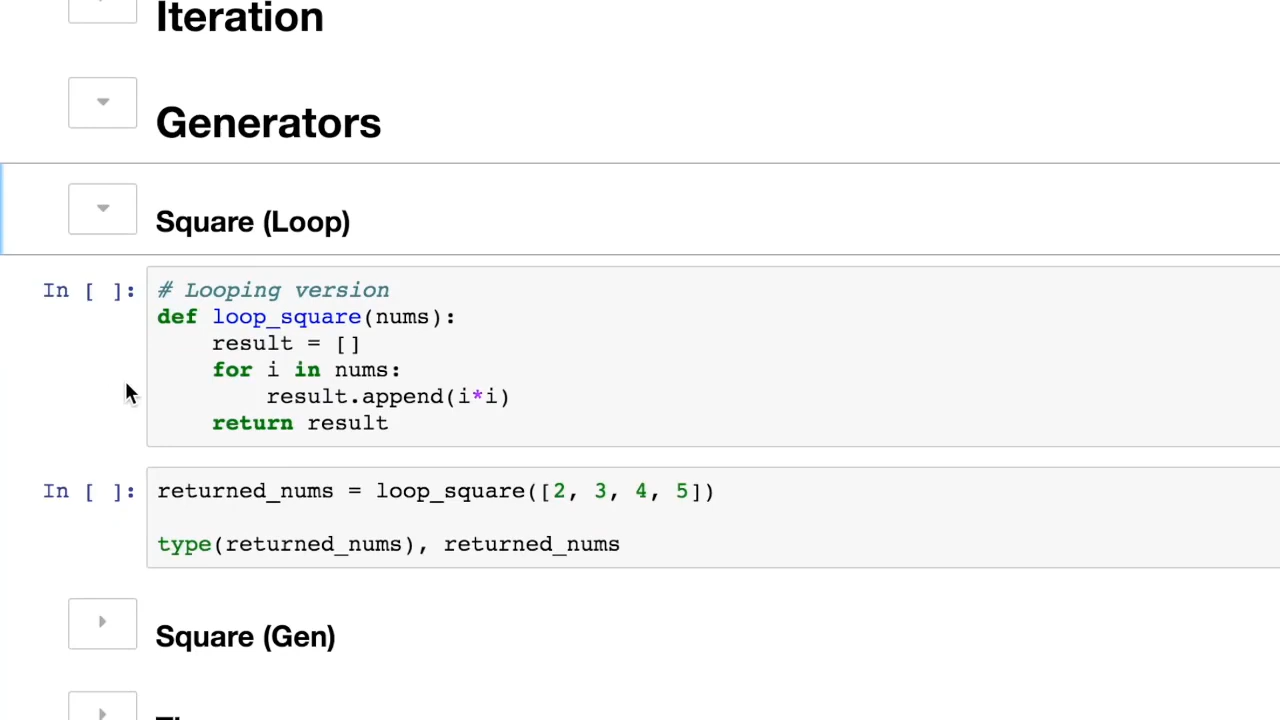 Iteration
Generators
Square (Loop)
In [ ]:
# Looping version
def loop_square(nums):
    result = []
    for i in nums:
        result.append(i*i)
    return result
In [ ]:
returned_nums = loop_square([2, 3, 4, 5])
type(returned_nums), returned_nums
Square (Gen)